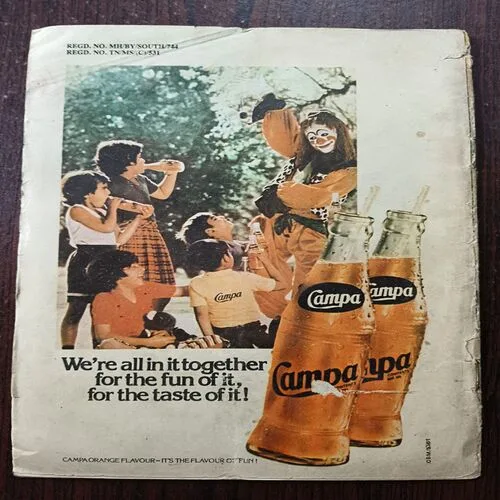 REGD. NO. MH/BY/SOUTH/744
REGD. NO. TN/MS (C)/531
Campa
Campa
Campa
Campa
Campa
We're all in it together
for the fun of it,
for the taste of it!
CAMPA ORANGE FLAVOUR—IT'S THE FLAVOUR OF FUN!